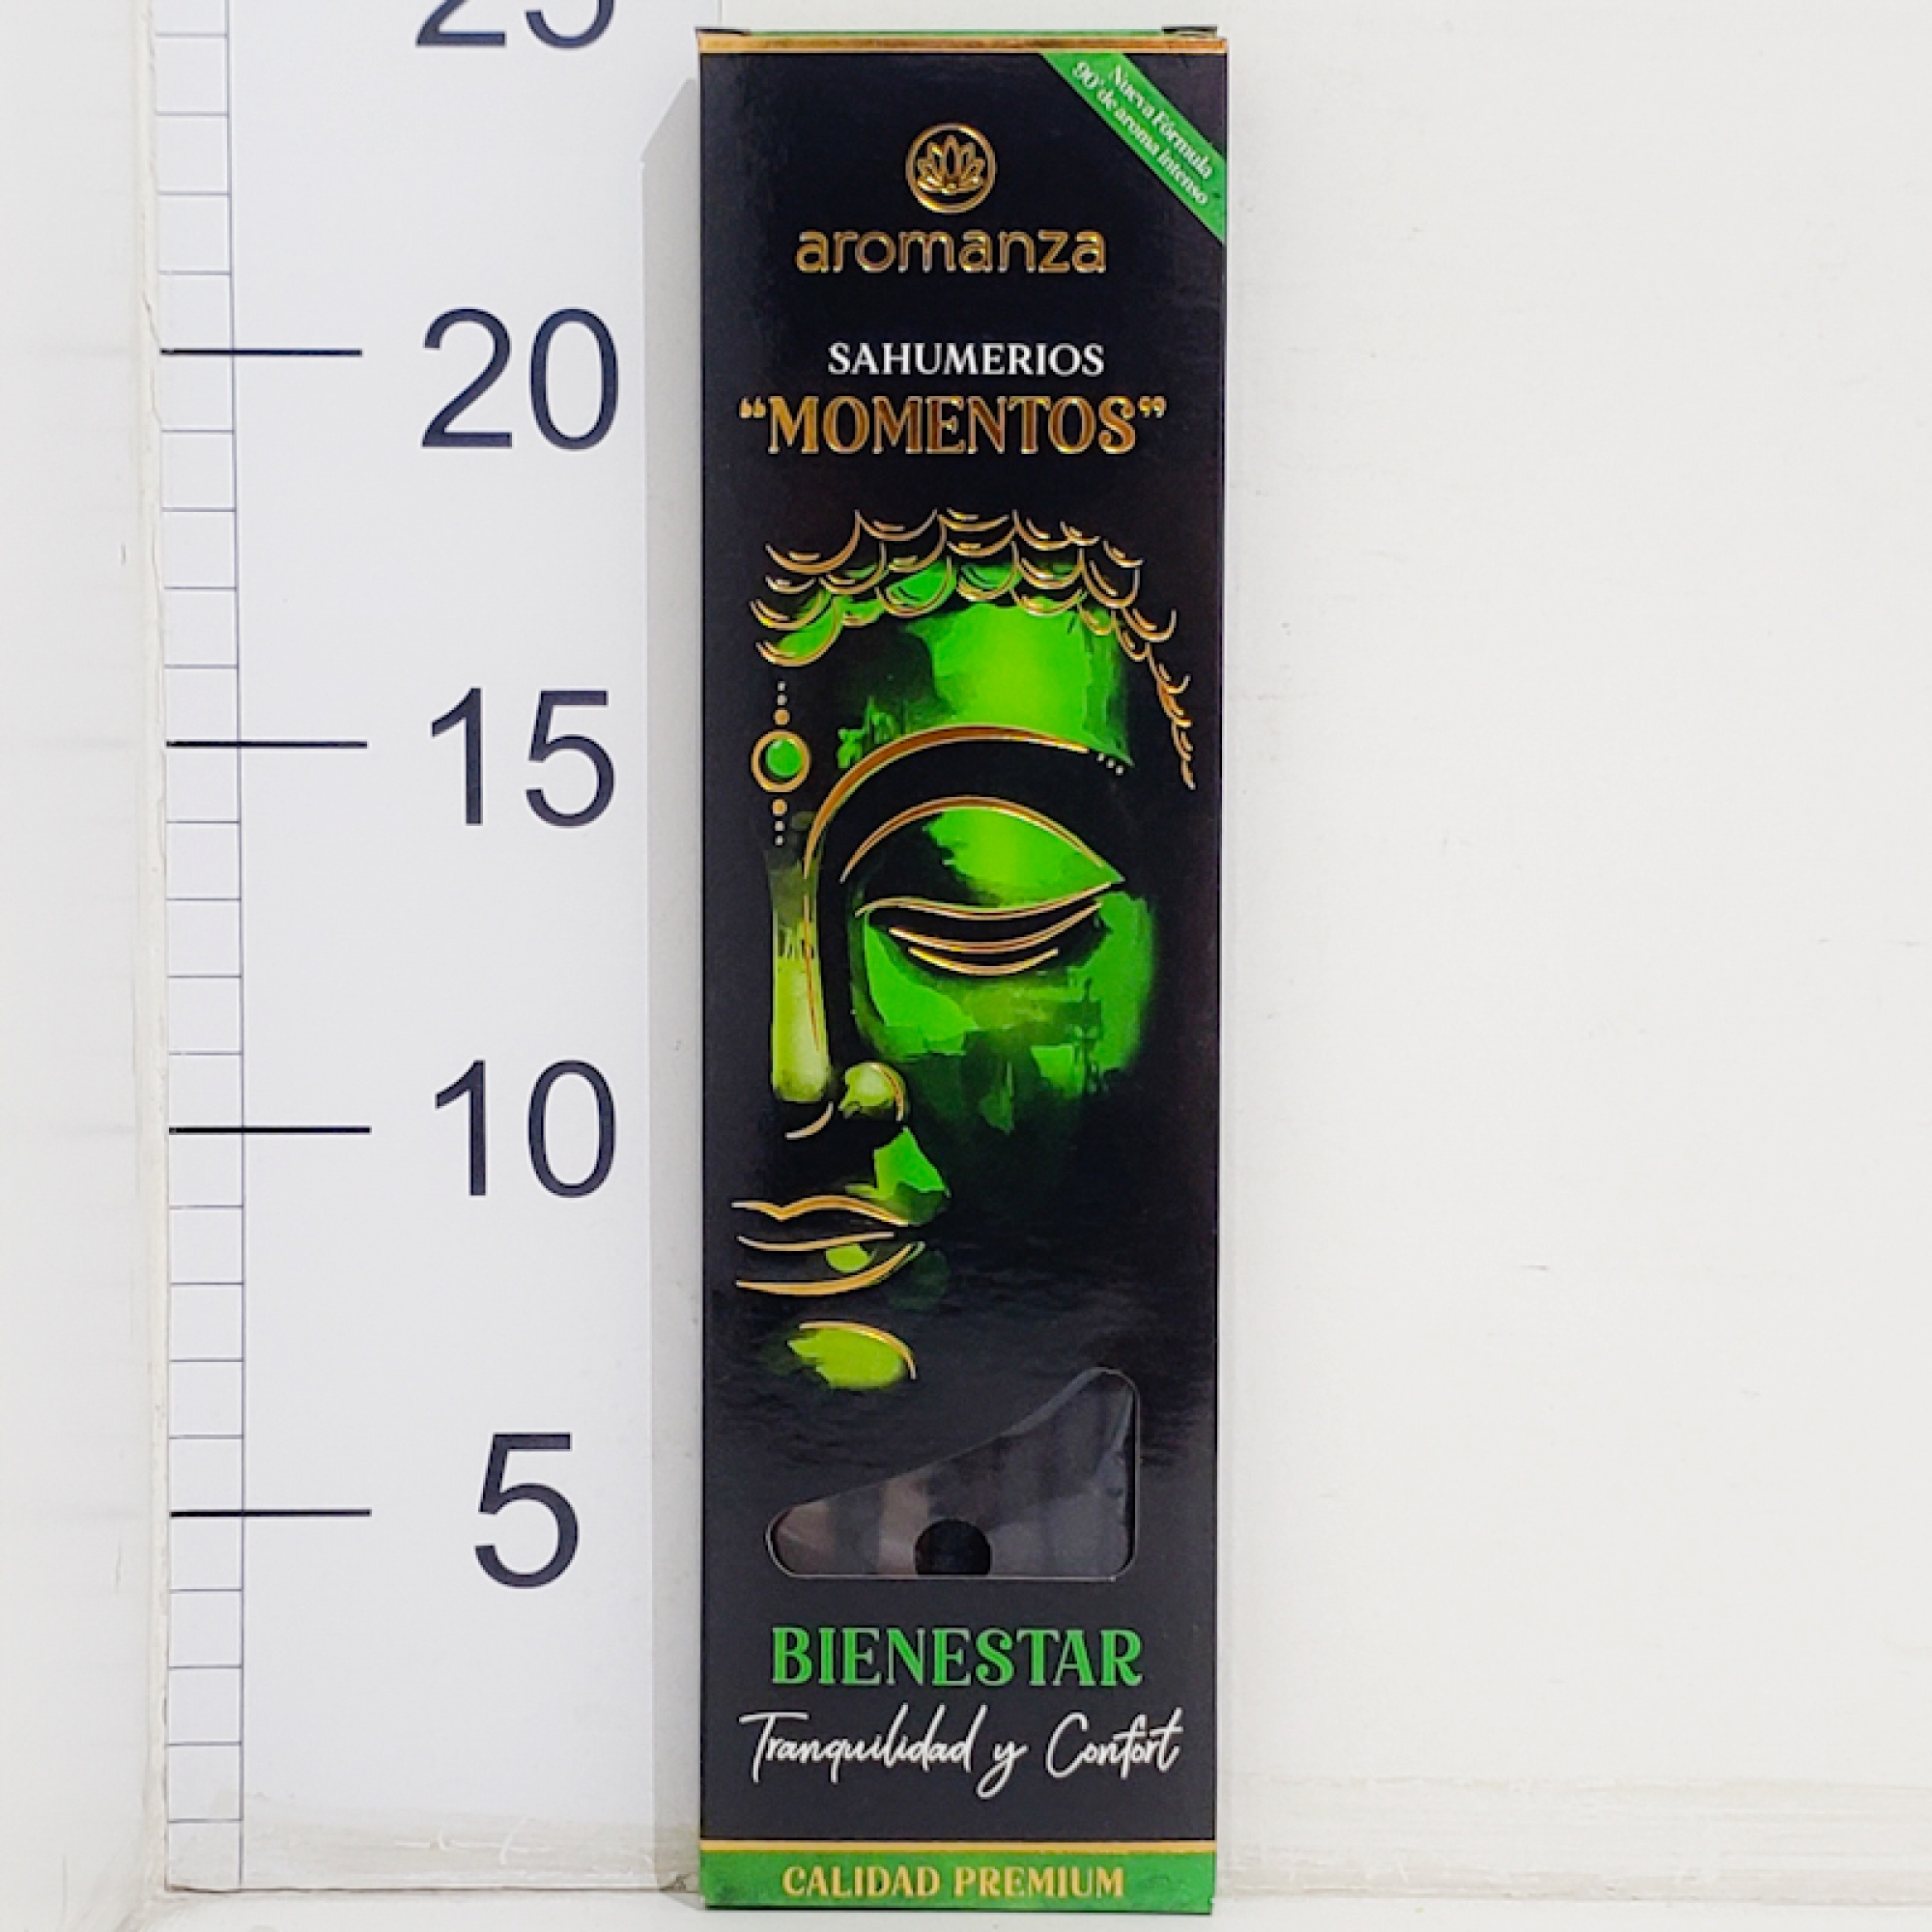 25
20
15
10
5
Nueva Fórmula
90' de aroma intenso
aromanza
SAHUMERIOS
“MOMENTOS”
BIENESTAR
Tranquilidad y Confort
CALIDAD PREMIUM